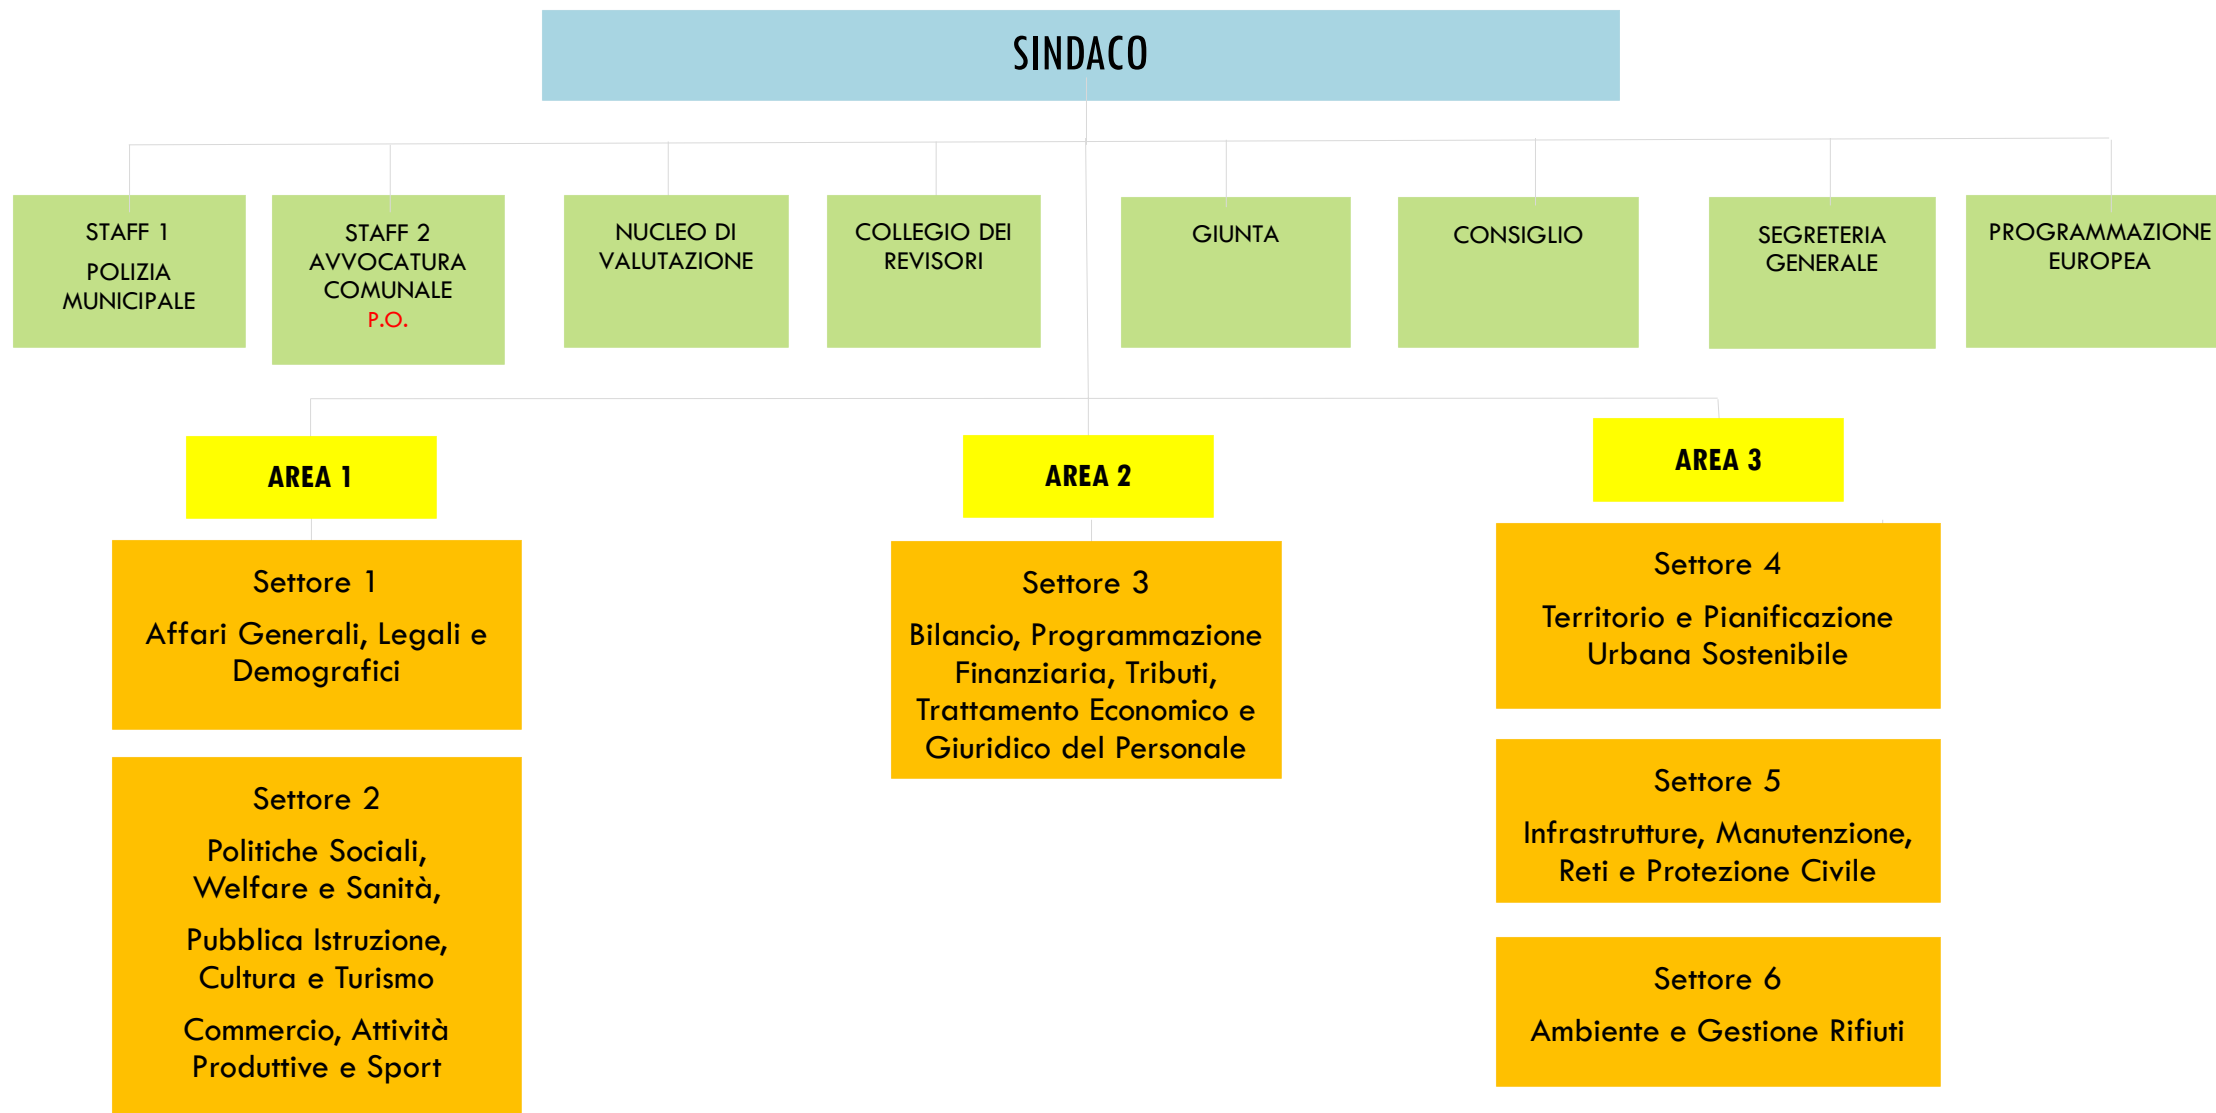 SINDACO
STAFF 1
POLIZIA
MUNICIPALE
STAFF 2
AVVOCATURA
COMUNALE
P.O.
NUCLEO DI
VALUTAZIONE
COLLEGIO DEI
REVISORI
GIUNTA
CONSIGLIO
SEGRETERIA
GENERALE
PROGRAMMAZIONE
EUROPEA
AREA 1
Settore 1
Affari Generali, Legali e
Demografici
Settore 2
Politiche Sociali,
Welfare e Sanità,
Pubblica Istruzione,
Cultura e Turismo
Commercio, Attività
Produttive e Sport
AREA 2
Settore 3
Bilancio, Programmazione
Finanziaria, Tributi,
Trattamento Economico e
Giuridico del Personale
AREA 3
Settore 4
Territorio e Pianificazione
Urbana Sostenibile
Settore 5
Infrastrutture, Manutenzione,
Reti e Protezione Civile
Settore 6
Ambiente e Gestione Rifiuti